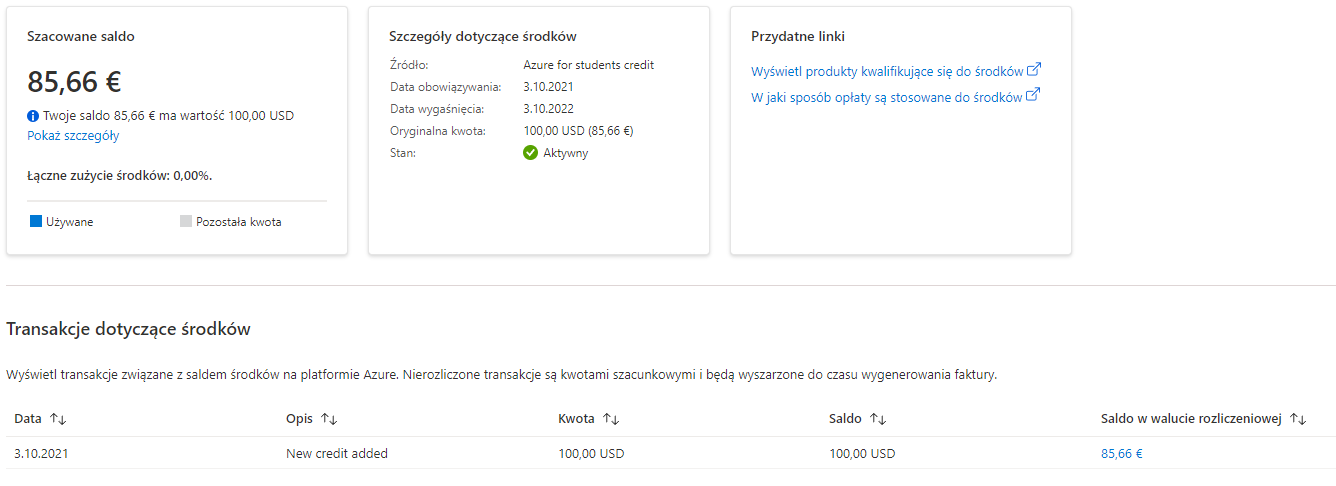 Szacowane saldo
85,66 €
Twoje saldo 85,66 € ma wartość 100,00 USD
Pokaż szczegóły
Łączne zużycie środków: 0,00%.
Używane Pozostała kwota
Szczegóły dotyczące środków
Źródło: Azure for students credit
Data obowiązywania: 3.10.2021
Data wygaśnięcia: 3.10.2022
Oryginalna kwota: 100,00 USD (85,66 €)
Stan: Aktywny
Przydatne linki
Wyświetl produkty kwalifikujące się do środków
W jaki sposób opłaty są stosowane do środków
Transakcje dotyczące środków
Wyświetl transakcje związane z saldem środków na platformie Azure. Nierozliczone transakcje są kwotami szacunkowymi i będą wyszarzone do czasu wygenerowania faktury.
Data Opis Kwota Saldo Saldo w walucie rozliczeniowej
3.10.2021 New credit added 100,00 USD 100,00 USD 85,66 €